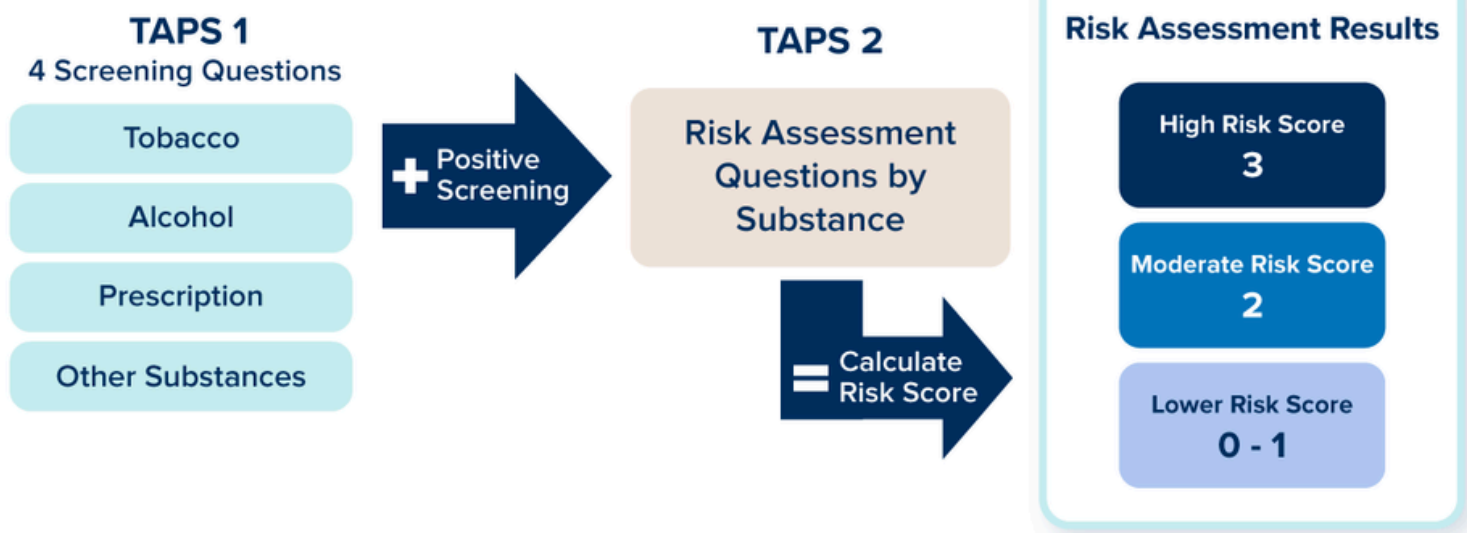 TAPS 1
4 Screening Questions
Tobacco
Alcohol
Prescription
Other Substances
+ Positive
Screening
TAPS 2
Risk Assessment
Questions by
Substance
= Calculate
Risk Score
Risk Assessment Results
High Risk Score
3
Moderate Risk Score
2
Lower Risk Score
0 - 1